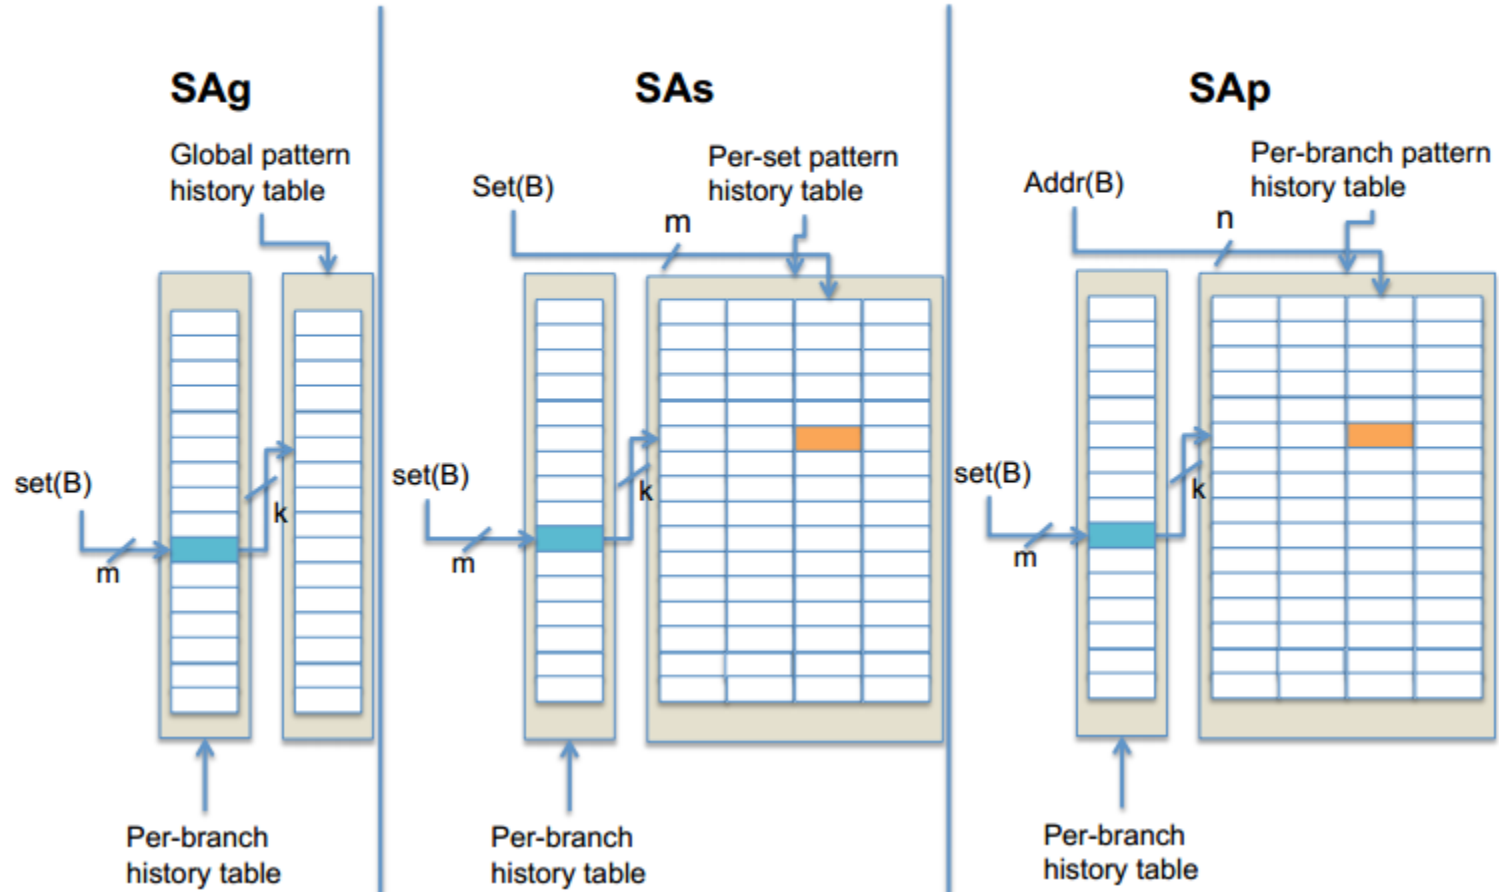 SAg
Global pattern
history table
set(B)
m
k
Per-branch
history table
SAs
Per-set pattern
history table
Set(B)
m
set(B)
m
k
Per-branch
history table
SAp
Per-branch pattern
history table
Addr(B)
n
set(B)
m
k
Per-branch
history table